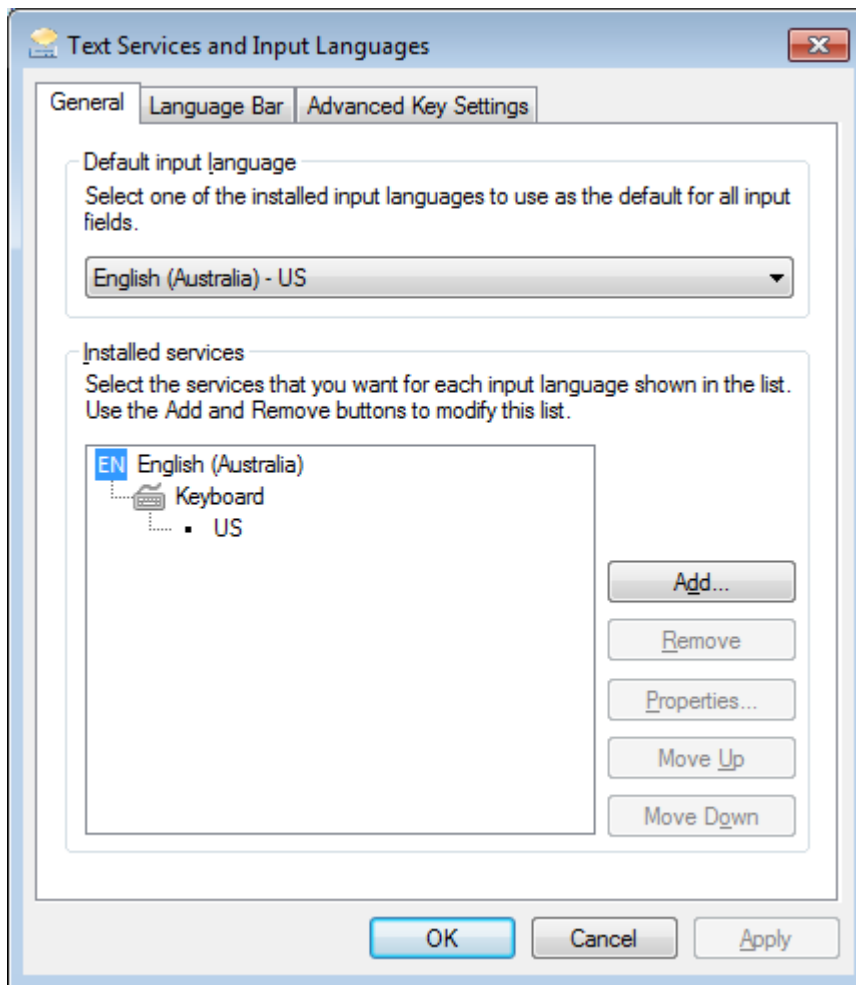 Text Services and Input Languages
General
Language Bar
Advanced Key Settings
Default input language
Select one of the installed input languages to use as the default for all input
fields.
English (Australia) - US
Installed services
Select the services that you want for each input language shown in the list.
Use the Add and Remove buttons to modify this list.
EN English (Australia)
Keyboard
US
Add...
Remove
Properties...
Move Up
Move Down
OK
Cancel
Apply